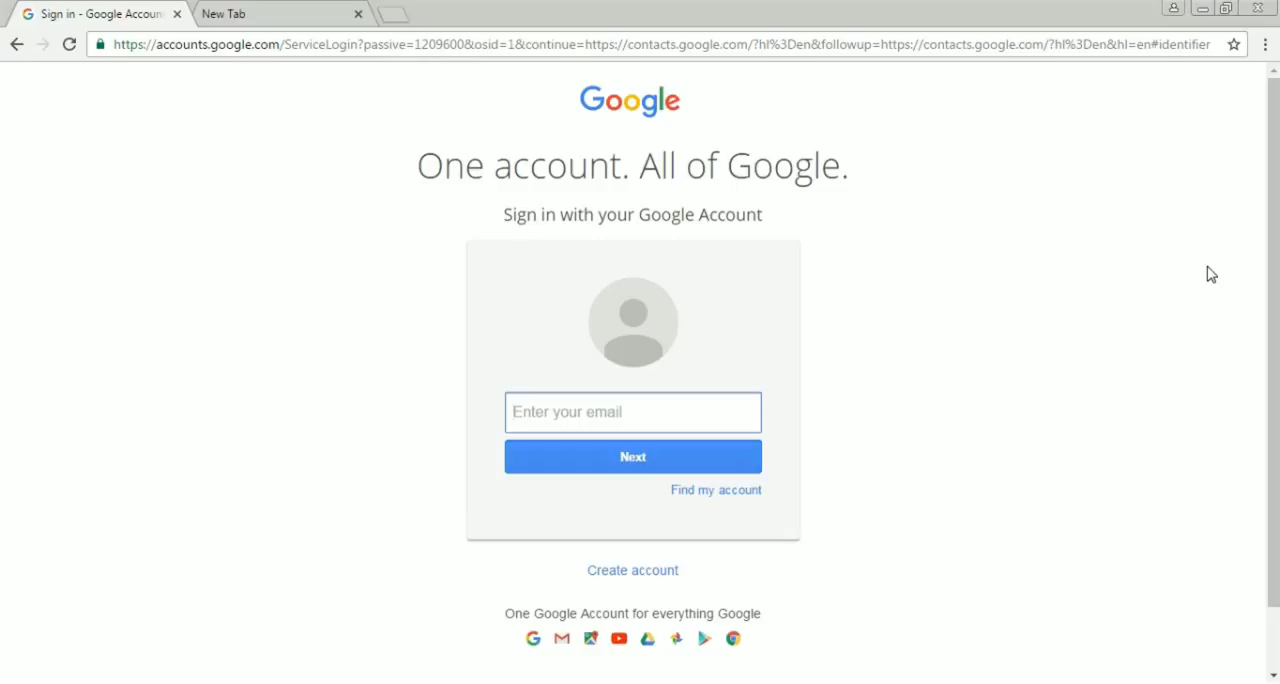 Sign in - Google Accoun
New Tab
https://accounts.google.com/ServiceLogin?passive=1209600&osid=1&continue=https://contacts.google.com/?hl%3Den&followup=https://contacts.google.com/?hl%3Den&hl=en#identifier
Google
One account. All of Google.
Sign in with your Google Account
Enter your email
Next
Find my account
Create account
One Google Account for everything Google